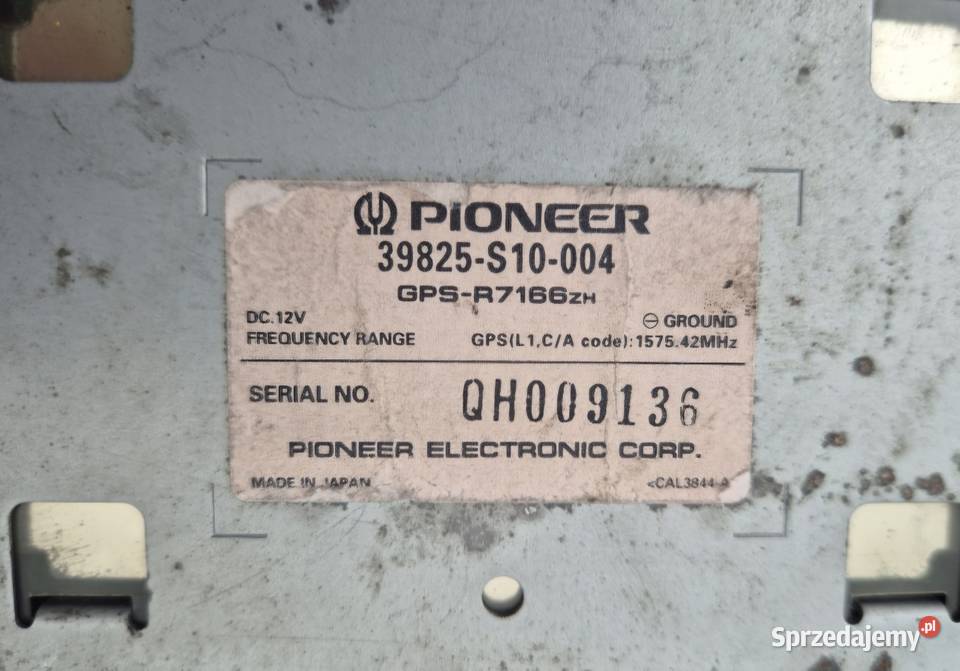 PIONEER
39825-S10-004
GPS-R7166ZH
DC.12V
⊖ GROUND
FREQUENCY RANGE GPS(L1,C/A code):1575.42MHz
SERIAL NO. QH009136
PIONEER ELECTRONIC CORP.
MADE IN JAPAN <CAL3844-A
Sprzedajemy.pl